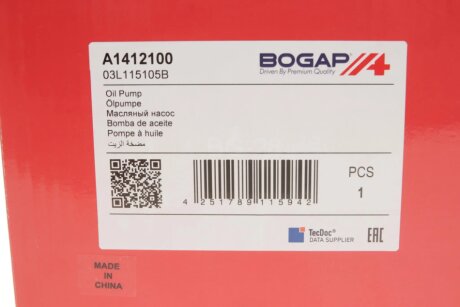 A1412100
03L115105B
BOGAP
Driven By Premium Quality
Oil Pump
Ölpumpe
Масляный насос
Bomba de aceite
Pompe à huile
مضخة الزيت
PCS
1
4 251789 115942
TecDoc
DATA SUPPLIER
EAC
MADE
IN
CHINA